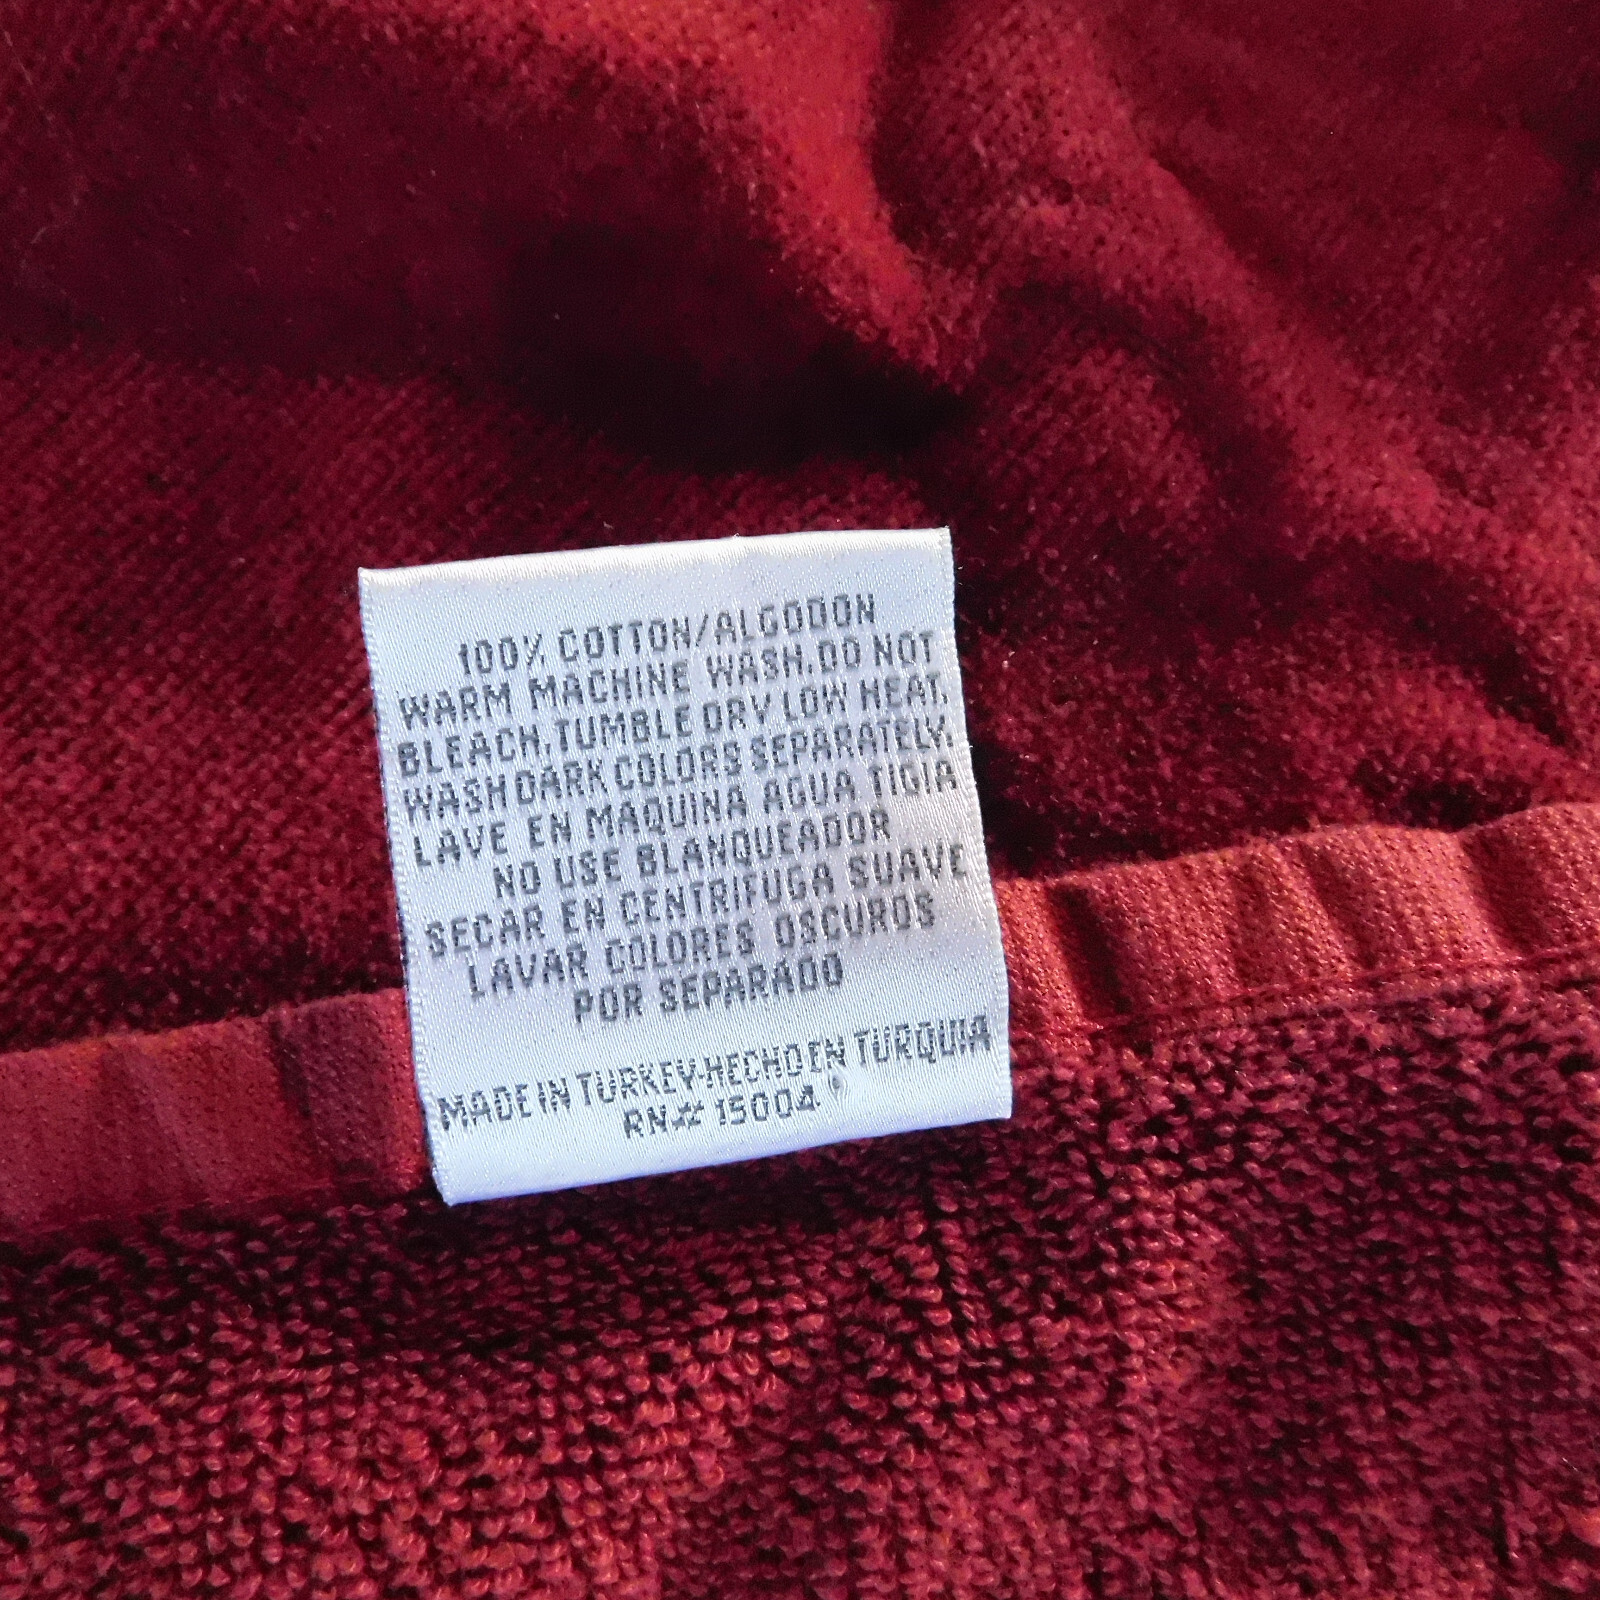 100% COTTON/ALGODON
WARM MACHINE WASH.DO NOT
BLEACH.TUMBLE DRY LOW HEAT.
WASH DARK COLORS SEPARATELY.
LAVE EN MAQUINA AGUA TIGIA
NO USE BLANQUEADOR
SECAR EN CENTRIFUGA SUAVE
LAVAR COLORES OSCUROS
POR SEPARADO
MADE IN TURKEY-HECHO EN TURQUIA
RN# 15004